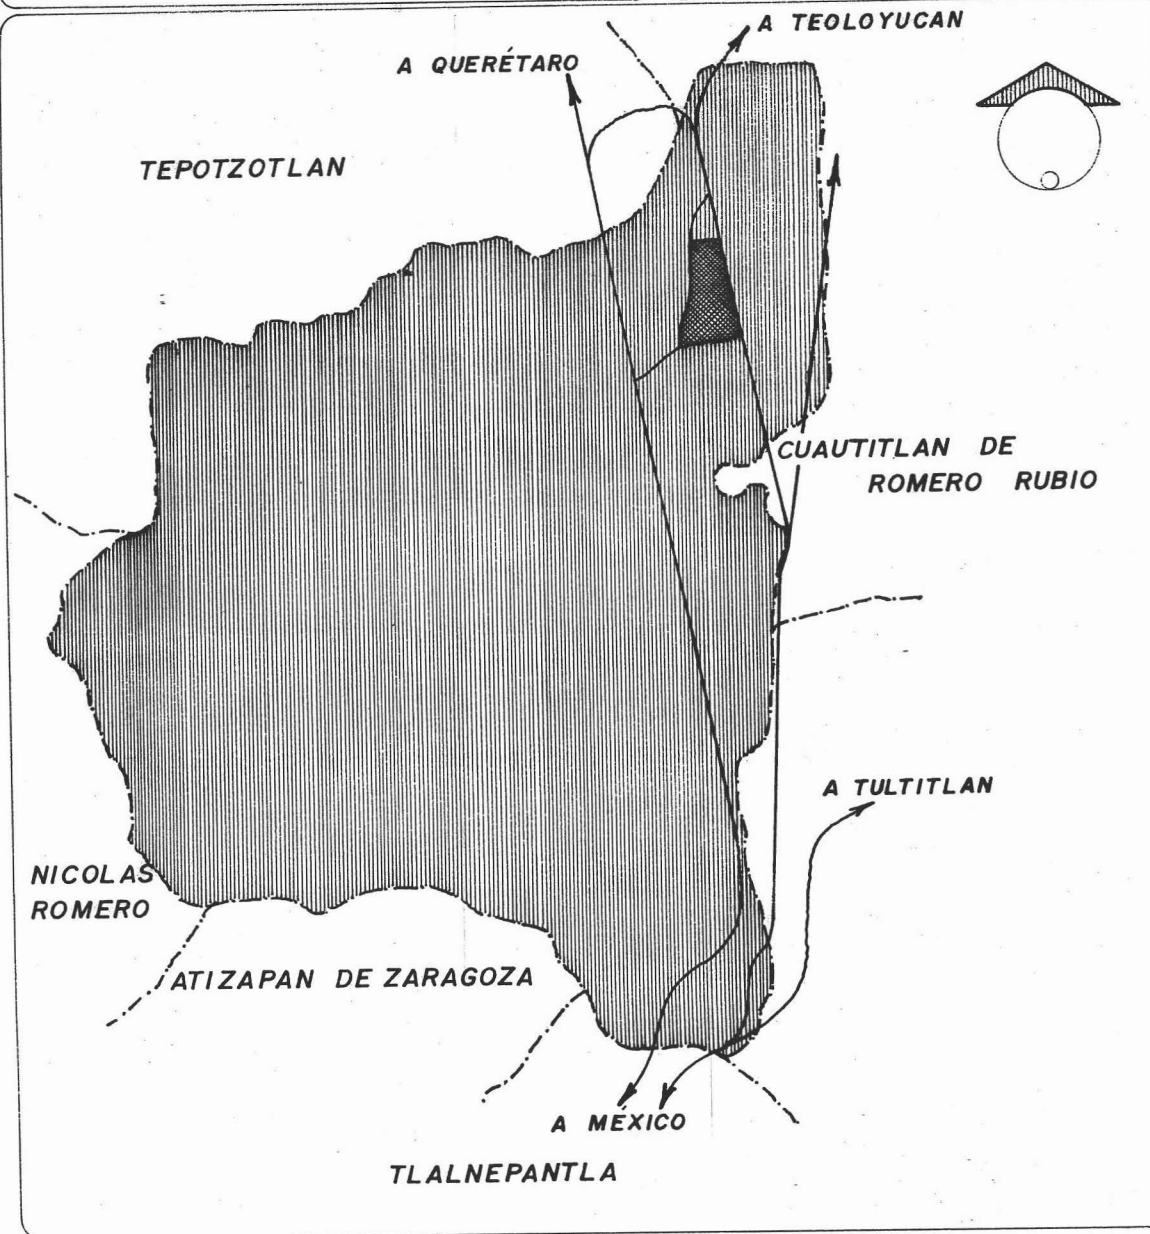 A TEOLOYUCAN
A QUERÉTARO
TEPOTZOTLAN
CUAUTITLAN DE
ROMERO RUBIO
A TULTITLAN
NICOLAS
ROMERO
ATIZAPAN DE ZARAGOZA
A MÉXICO
TLALNEPANTLA